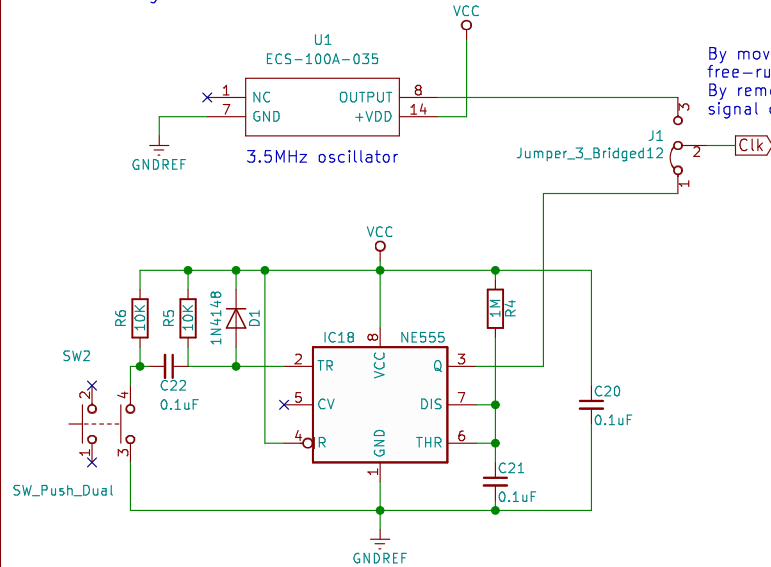 VCC
U1
ECS-100A-035
1 NC OUTPUT 8
7 GND +VDD 14
GNDREF
3.5MHz oscillator
By mov
free-ru
By reme
signal c
3
J1
Jumper_3_Bridged12
2
Clk
1
VCC
R6
10K
R5
10K
1N4148
D1
1M
R4
IC18
8
NE555
SW2
2 TR
VCC
Q 3
C22
0.1uF
5 CV
DIS 7
C20
0.1uF
2
4
4 R
GND
THR 6
1
3
1
C21
0.1uF
SW_Push_Dual
GNDREF